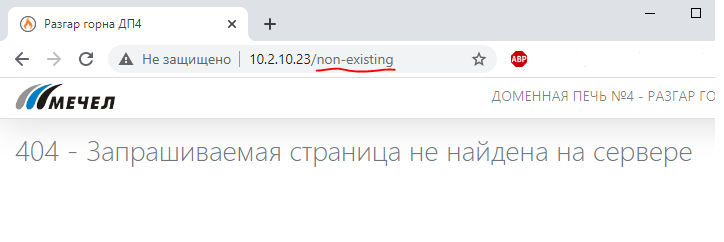 Разгар горна ДП4
Не защищено 10.2.10.23/non-existing
ABP
МЕЧЕЛ
ДОМЕННАЯ ПЕЧЬ №4 - РАЗГАР ГО
404 - Запрашиваемая страница не найдена на сервере